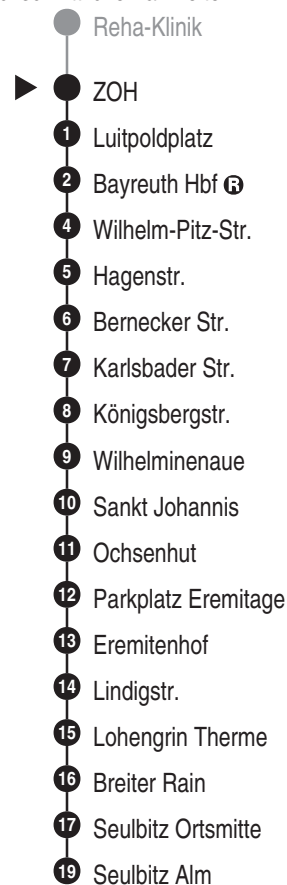 Reha-Klinik
ZOH
1 Luitpoldplatz
2 Bayreuth Hbf R
4 Wilhelm-Pitz-Str.
5 Hagenstr.
6 Bernecker Str.
7 Karlsbader Str.
8 Königsbergstr.
9 Wilhelminenaue
10 Sankt Johannis
11 Ochsenhut
12 Parkplatz Eremitage
13 Eremitenhof
14 Lindigstr.
15 Lohengrin Therme
16 Breiter Rain
17 Seulbitz Ortsmitte
19 Seulbitz Alm